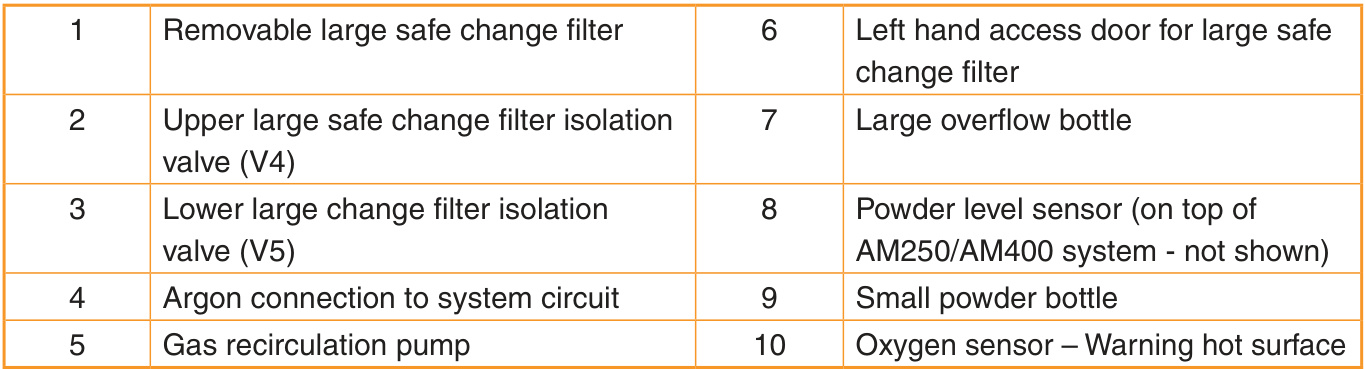 1 Removable large safe change filter 6 Left hand access door for large safe
change filter
2 Upper large safe change filter isolation 7 Large overflow bottle
valve (V4)
3 Lower large change filter isolation 8 Powder level sensor (on top of
valve (V5) AM250/AM400 system - not shown)
4 Argon connection to system circuit 9 Small powder bottle
5 Gas recirculation pump 10 Oxygen sensor – Warning hot surface